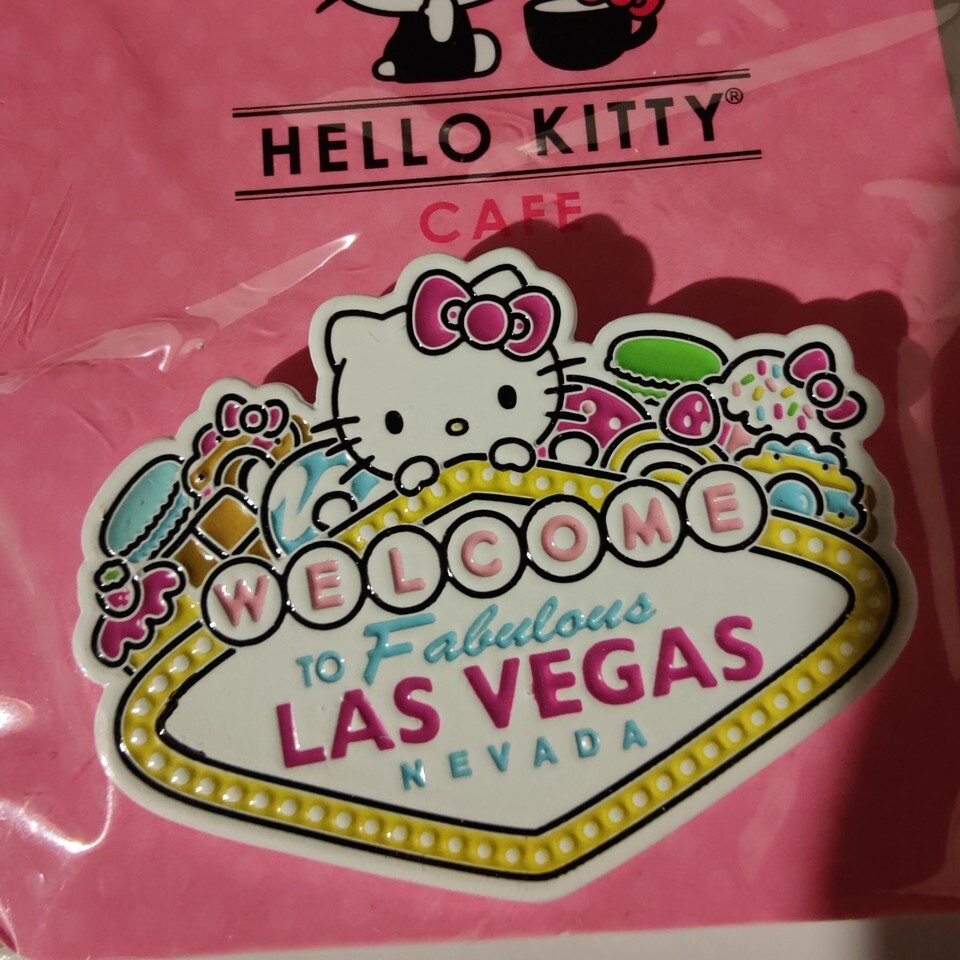 HELLO KITTY®
CAFE
WELCOME
TO Fabulous
LAS VEGAS
NEVADA